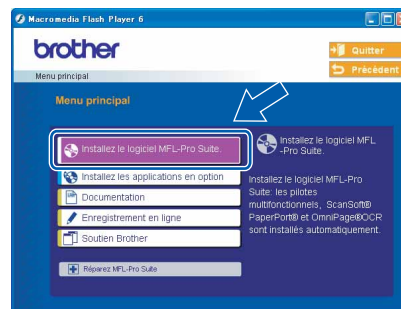 Macromedia Flash Player 6
brother
Quitter
Précédent
Menu principal
Menu principal
Installez le logiciel MFL-Pro Suite.
Installez les applications en option
Documentation
Enregistrement en ligne
Soutien Brother
Réparez MFL-Pro Suite
Installez le logiciel MFL
-Pro Suite.
Installez le logiciel MFL-Pro
Suite: les pilotes
multifonctionnels, ScanSoft®
PaperPort® et OmniPage®OCR
sont installés automatiquement.